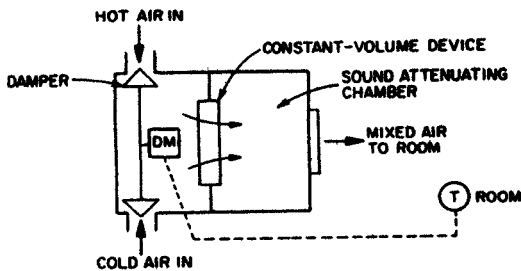 HOT AIR IN
CONSTANT-VOLUME DEVICE
DAMPER
SOUND ATTENUATING
CHAMBER
DM
MIXED AIR
TO ROOM
T ROOM
COLD AIR IN